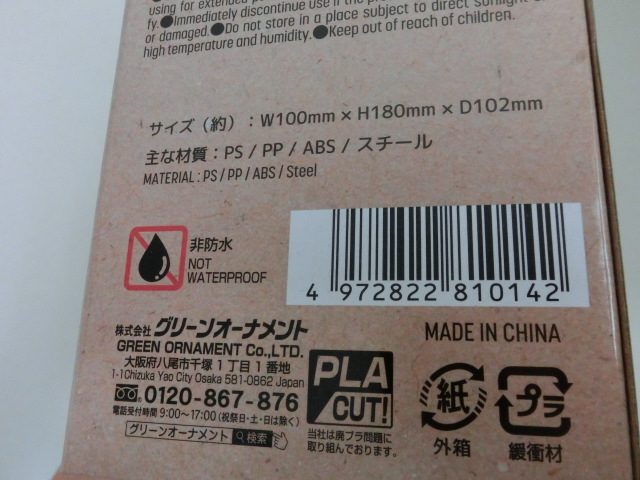 using for extended
fy. ●Immediately discontinue use if the
or damaged. ●Do not store in a place subject to direct sunlight
high temperature and humidity. ●Keep out of reach of children.
サイズ（約）：W100mm × H180mm × D102mm
主な材質：PS / PP / ABS / スチール
MATERIAL : PS / PP / ABS / Steel
非防水
NOT
WATERPROOF
4 972822 810142
株式会社 グリーンオーナメント
GREEN ORNAMENT Co., LTD.
大阪府八尾市千塚1丁目1番地
1-1Chizuka Yao City Osaka 581-0862 Japan
0120-867-876
電話受付時間 9:00〜17:00 (祝祭日・土・日は除く)
グリーンオーナメント 検索
PLA
CUT!
当社は廃プラ問題に
取り組んでおります。
MADE IN CHINA
紙
外箱
プラ
緩衝材